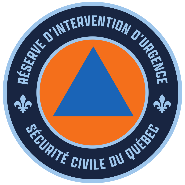 RÉSERVE D'INTERVENTION D'URGENCE
SÉCURITÉ CIVILE DU QUÉBEC